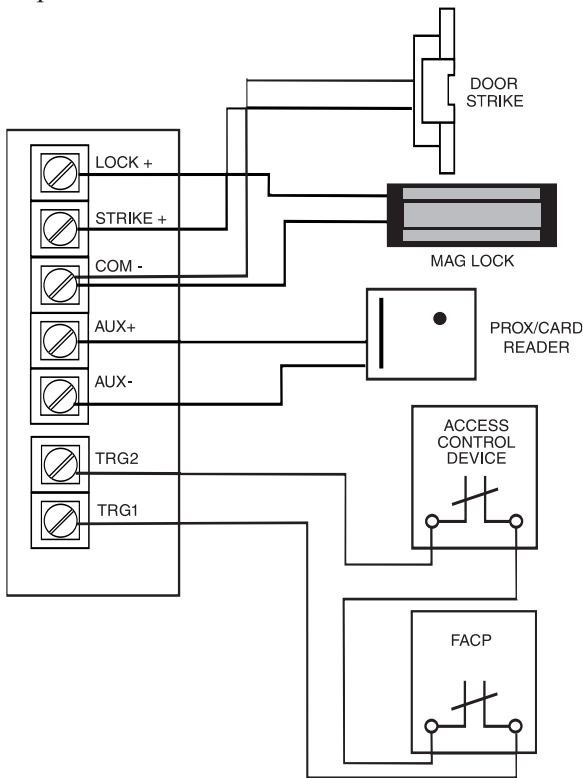 DOOR
STRIKE
LOCK +
STRIKE +
COM -
MAG LOCK
AUX+
PROX/CARD
READER
AUX-
ACCESS
CONTROL
DEVICE
TRG2
TRG1
FACP